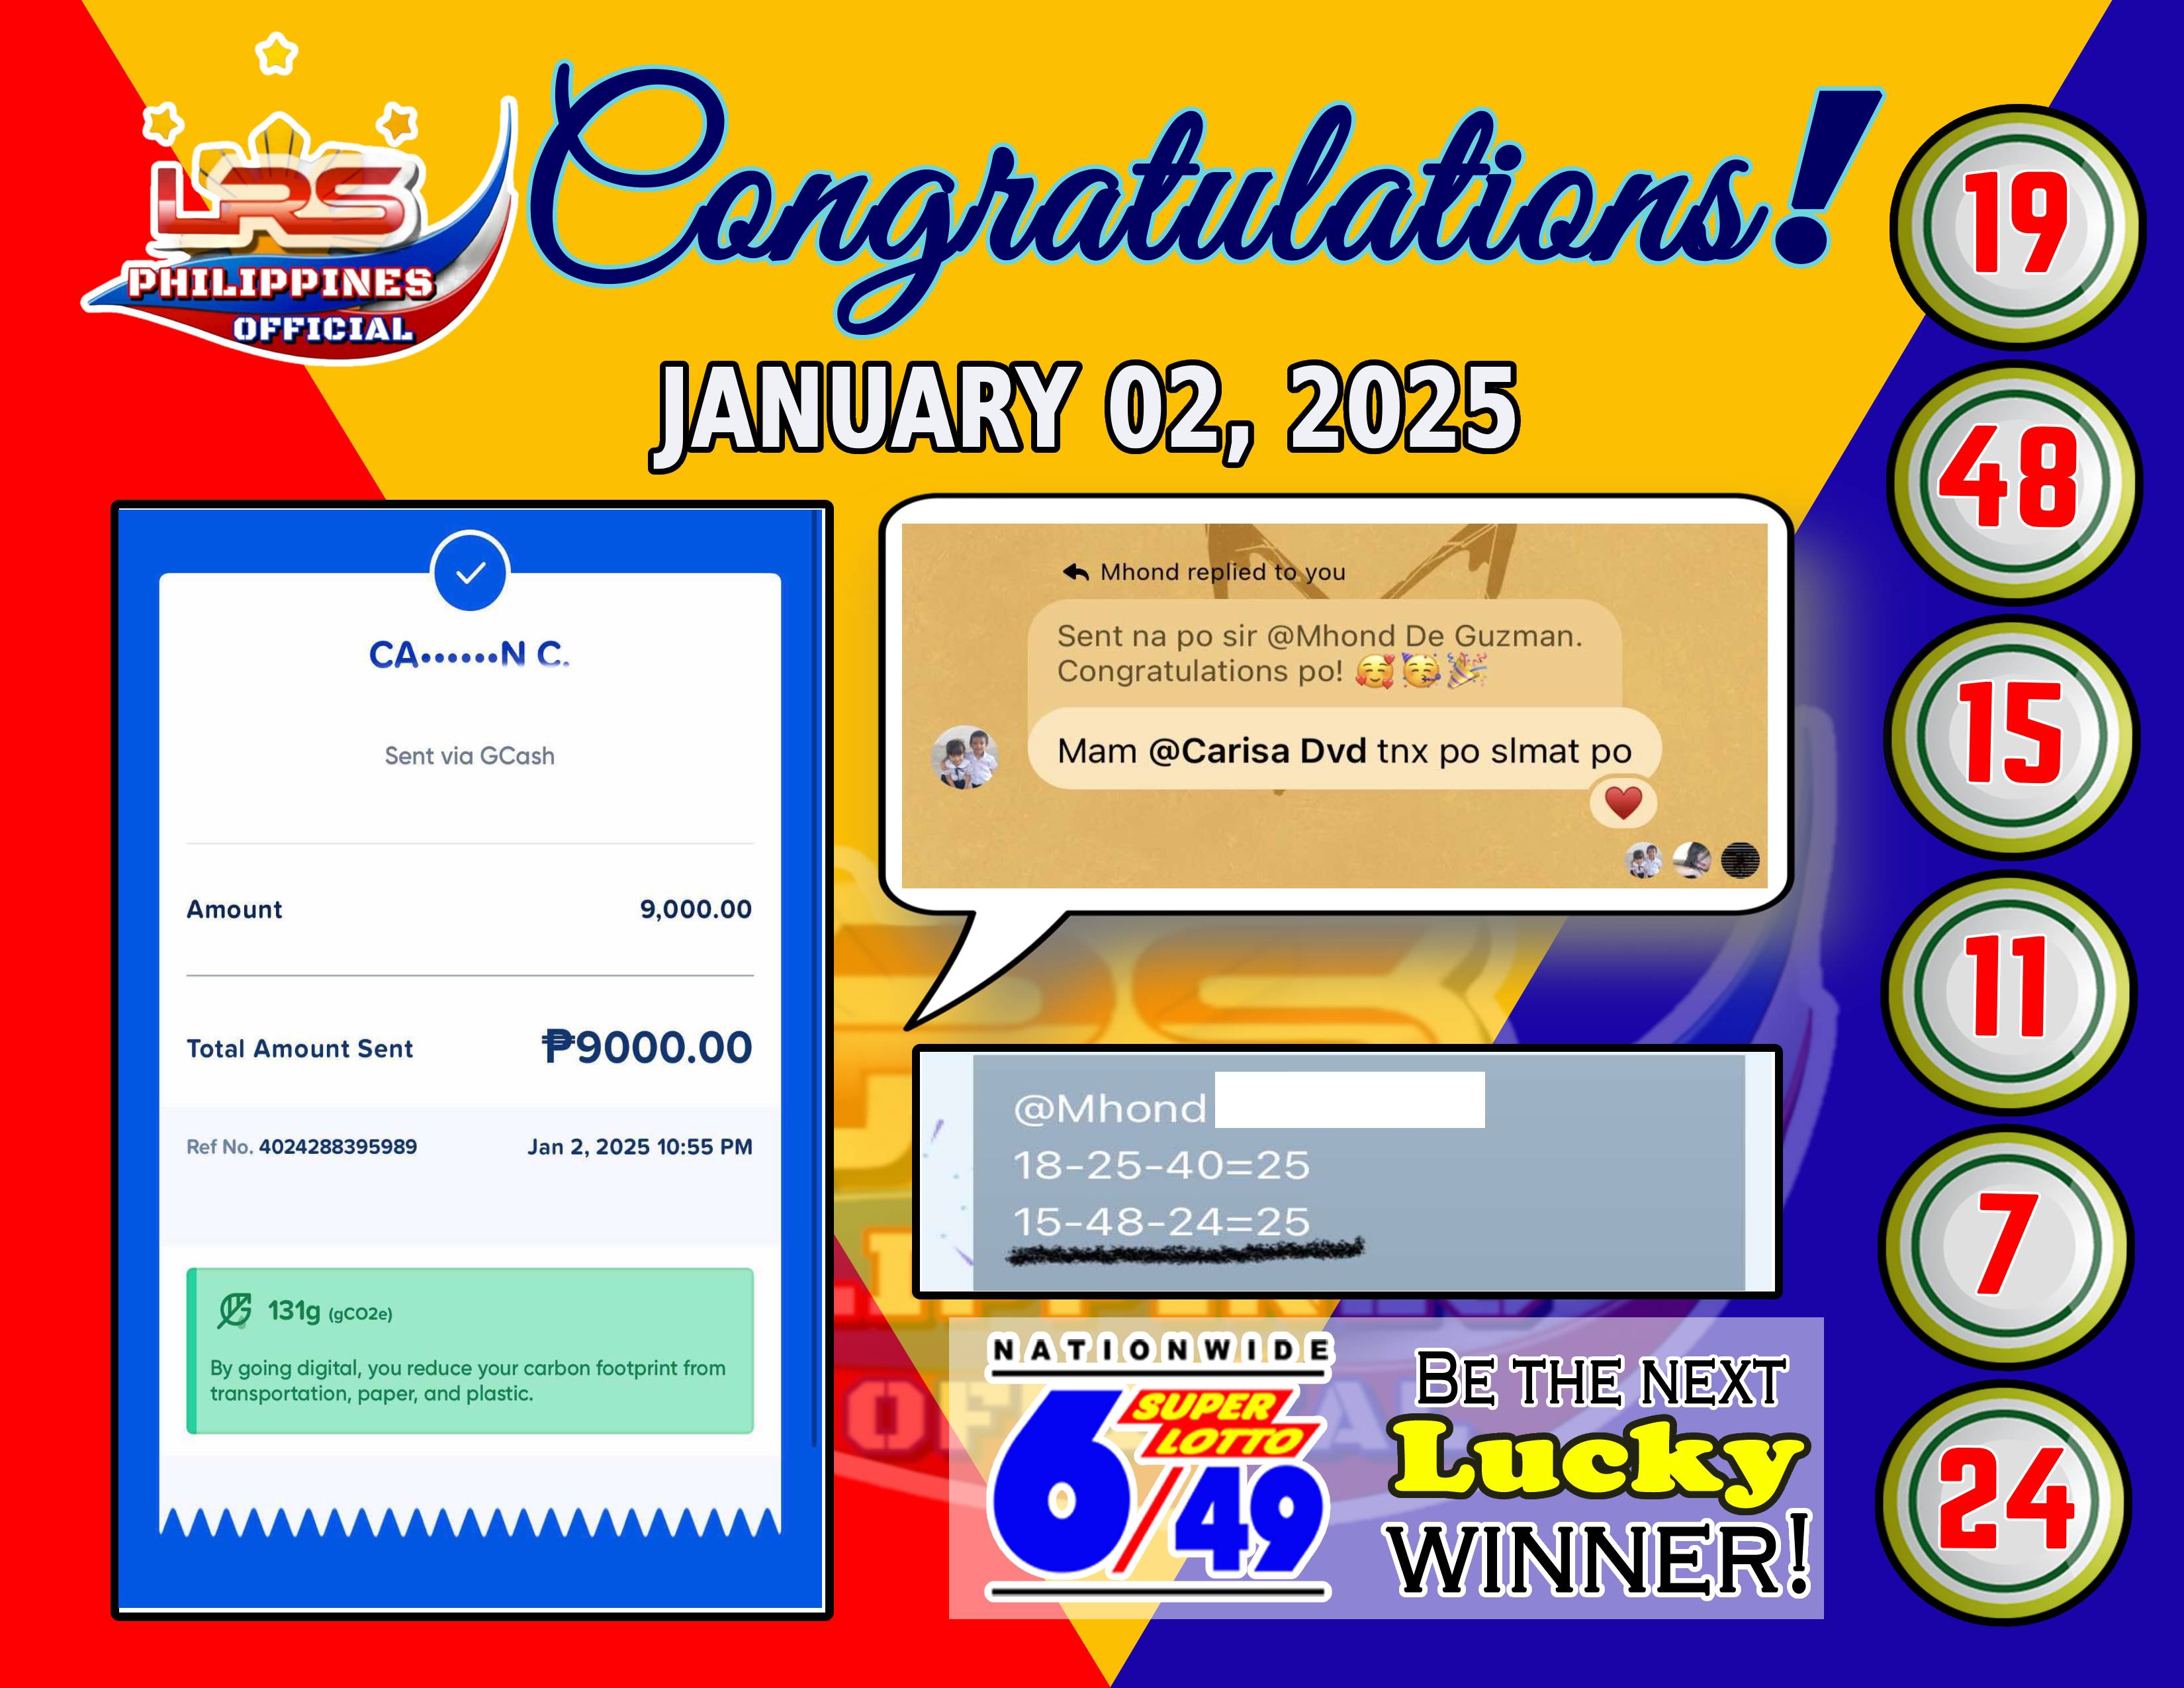 LRS
PHILIPPINES
OFFICIAL
Congratulations!
JANUARY 02, 2025
CA••••••N C.
Sent via GCash
Amount 9,000.00
Total Amount Sent ₱9000.00
Ref No. 4024288395989 Jan 2, 2025 10:55 PM
131g (gCO2e)
By going digital, you reduce your carbon footprint from
transportation, paper, and plastic.
Mhond replied to you
Sent na po sir @Mhond De Guzman.
Congratulations po! 🥰🥳🎉
Mam @Carisa Dvd tnx po slmat po
@Mhond
18-25-40=25
15-48-24=25
NATIONWIDE
SUPER
LOTTO
6/49
BE THE NEXT
Lucky
WINNER!
19
48
15
11
7
24